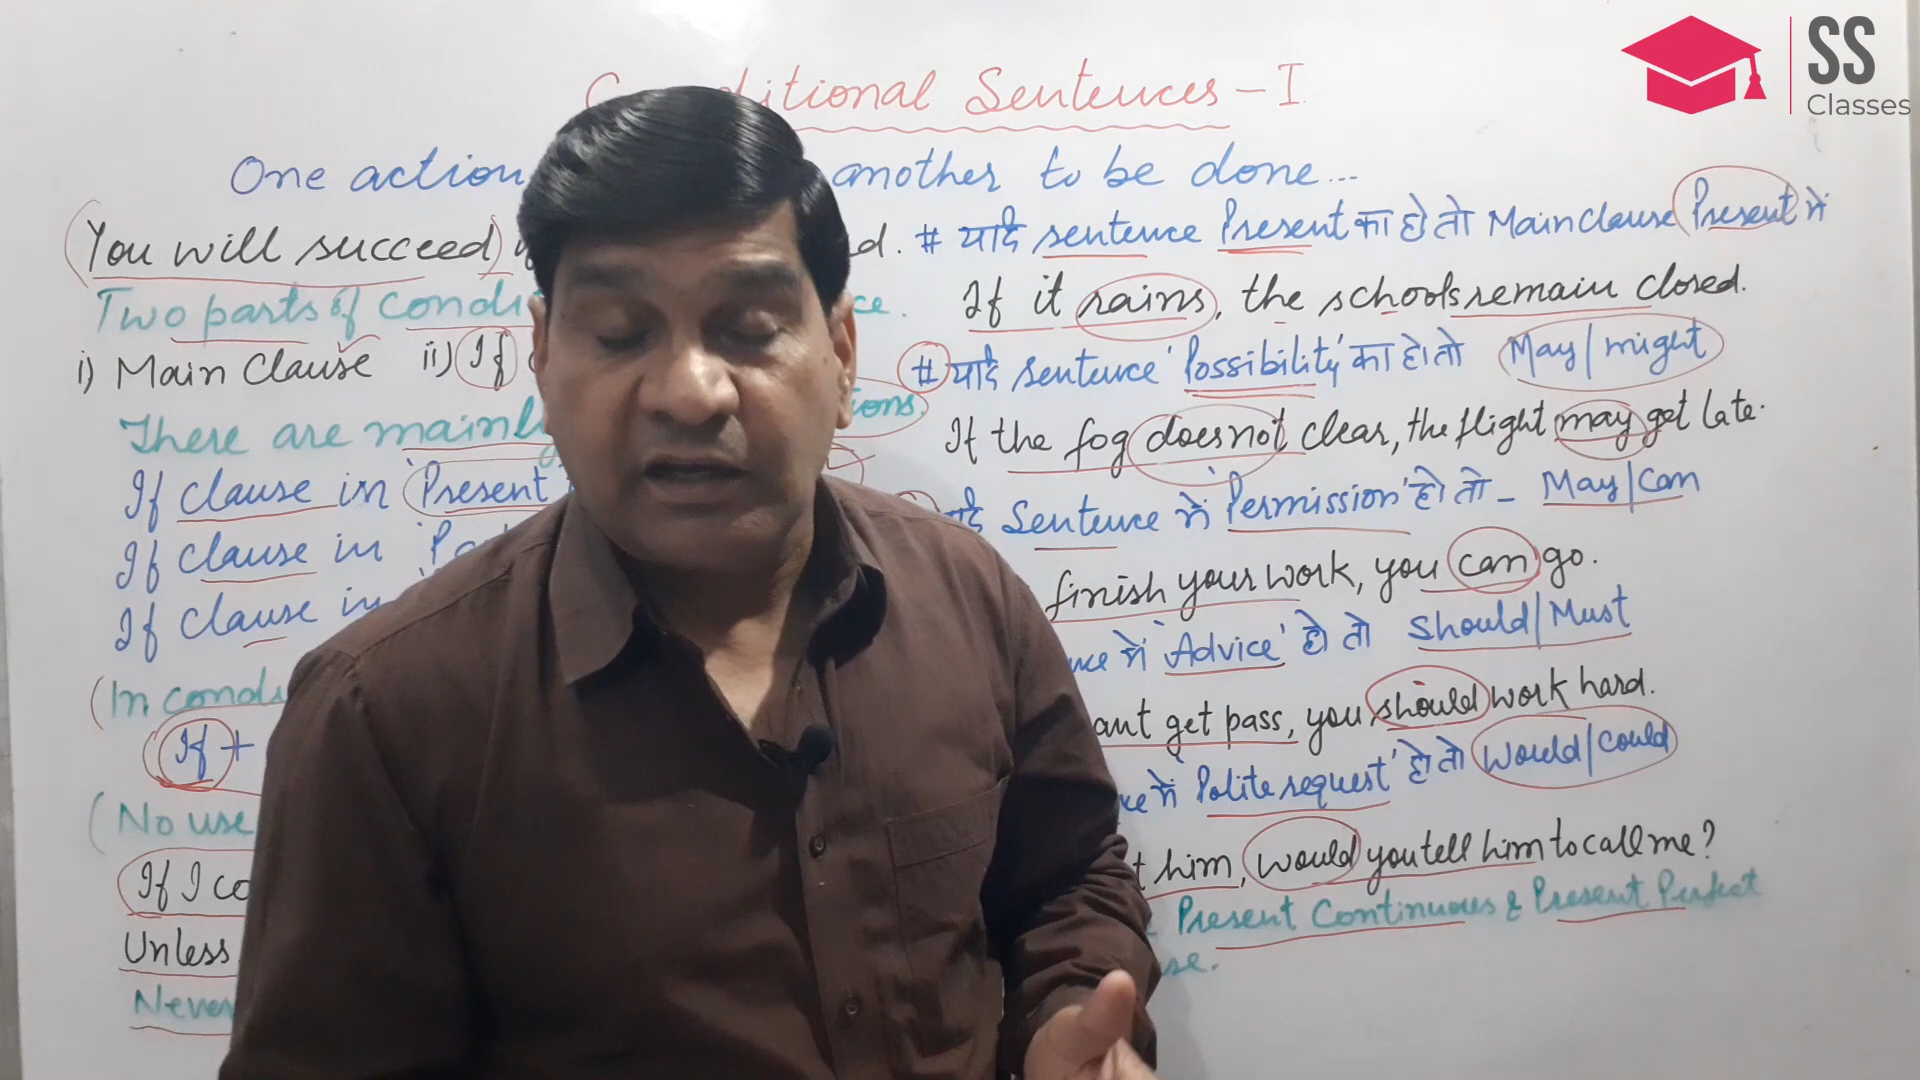 SS
Classes
Conditional Sentences - I
One action another to be done...
You will succeed d.
Two parts of condi ce.
i) Main Clause ii) If
There are mainly ions.
If clause in 'Present
If clause in
If clause in
(In condi
If +
(No use
If I co
Unless
Never
# यदि sentence Present का हो तो Main clause Present में
If it rains, the schools remain closed.
# यदि sentence 'Possibility' का हो तो May/might
If the fog does not clear, the flight may get late.
Sentence में 'Permission' हो तो - May/Can
finish your work, you can go.
nce में 'Advice' हो तो Should/Must
ant get pass, you should work hard.
ce में 'Polite request' हो तो Would/Could
t him, would you tell him to call me?
Present Continuous & Present Perfect
se.